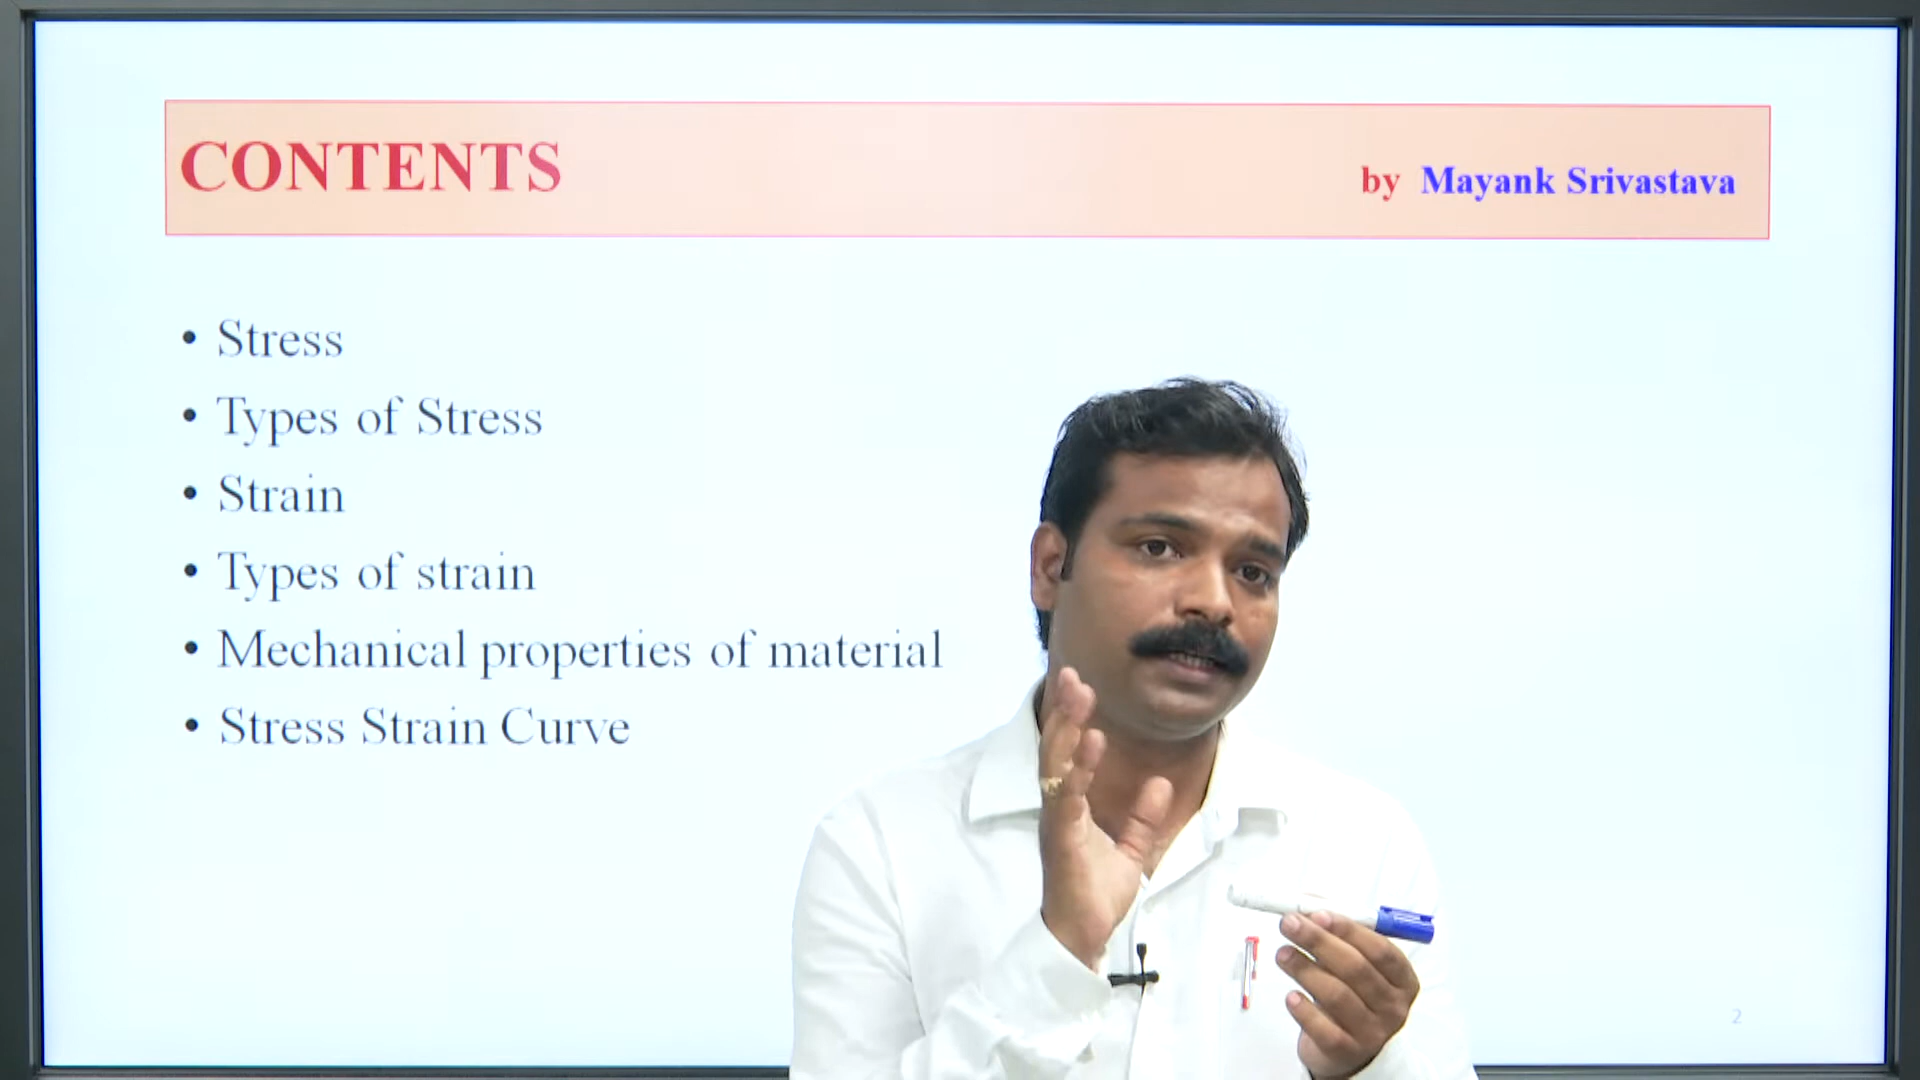 CONTENTS
by Mayank Srivastava
• Stress
• Types of Stress
• Strain
• Types of strain
• Mechanical properties of material
• Stress Strain Curve
2